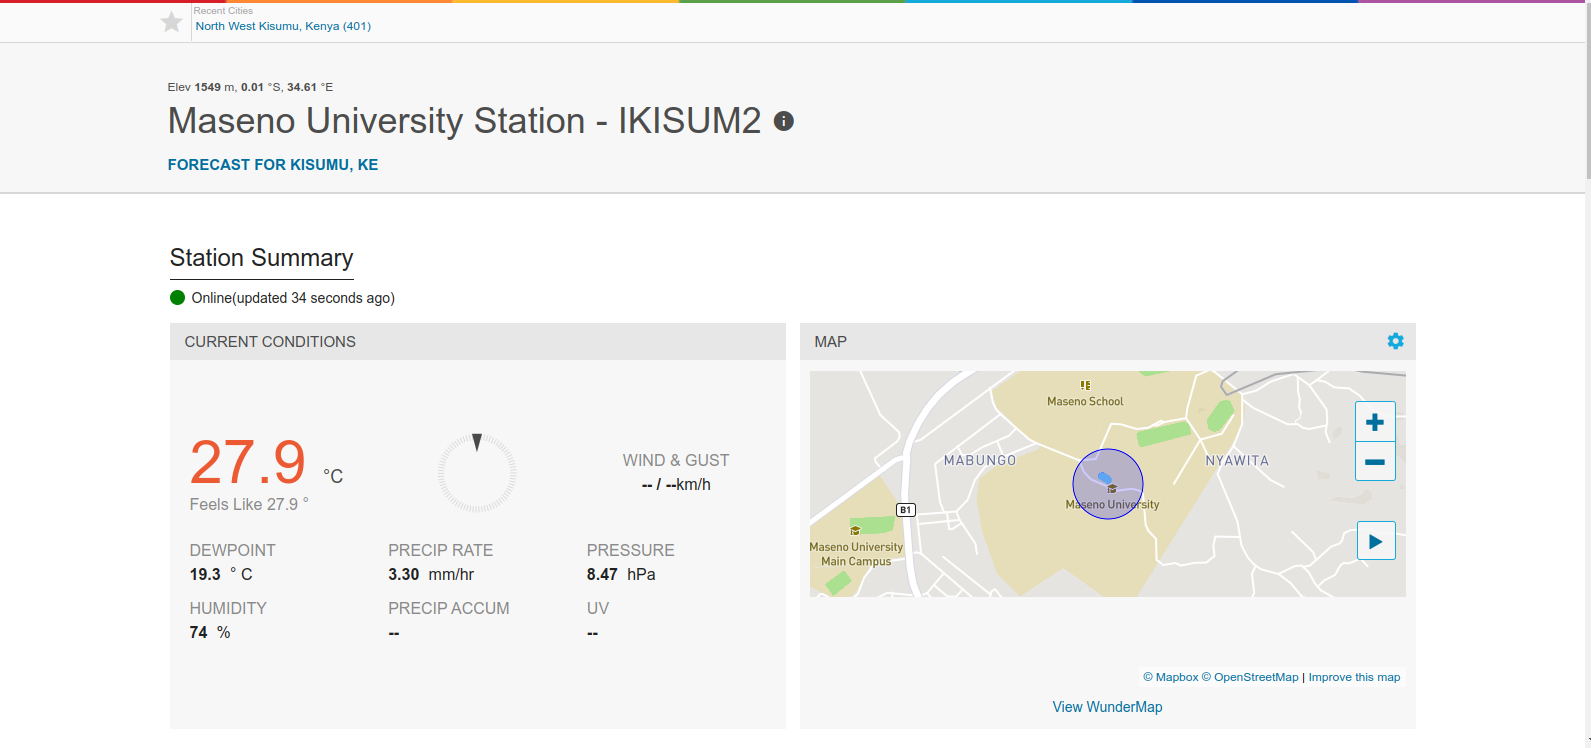 Recent Cities
North West Kisumu, Kenya (401)
Elev 1549 m, 0.01 °S, 34.61 °E
Maseno University Station - IKISUM2
FORECAST FOR KISUMU, KE
Station Summary
Online(updated 34 seconds ago)
CURRENT CONDITIONS
27.9 °C
Feels Like 27.9 °
WIND & GUST
-- / --km/h
DEWPOINT
19.3 ° C
PRECIP RATE
3.30 mm/hr
PRESSURE
8.47 hPa
HUMIDITY
74 %
PRECIP ACCUM
--
UV
--
MAP
Maseno School
MABUNGO
NYAWITA
Maseno University
B1
Maseno University
Main Campus
© Mapbox © OpenStreetMap | Improve this map
View WunderMap